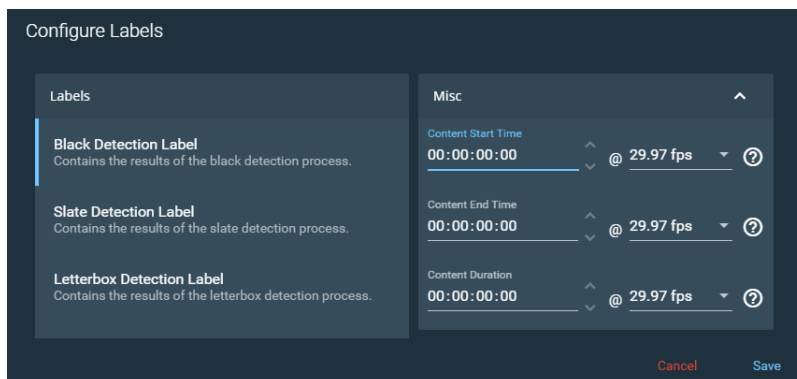 Configure Labels
Labels
Black Detection Label
Contains the results of the black detection process.
Slate Detection Label
Contains the results of the slate detection process.
Letterbox Detection Label
Contains the results of the letterbox detection process.
Misc
Content Start Time
00:00:00:00 @ 29.97 fps
Content End Time
00:00:00:00 @ 29.97 fps
Content Duration
00:00:00:00 @ 29.97 fps
Cancel Save